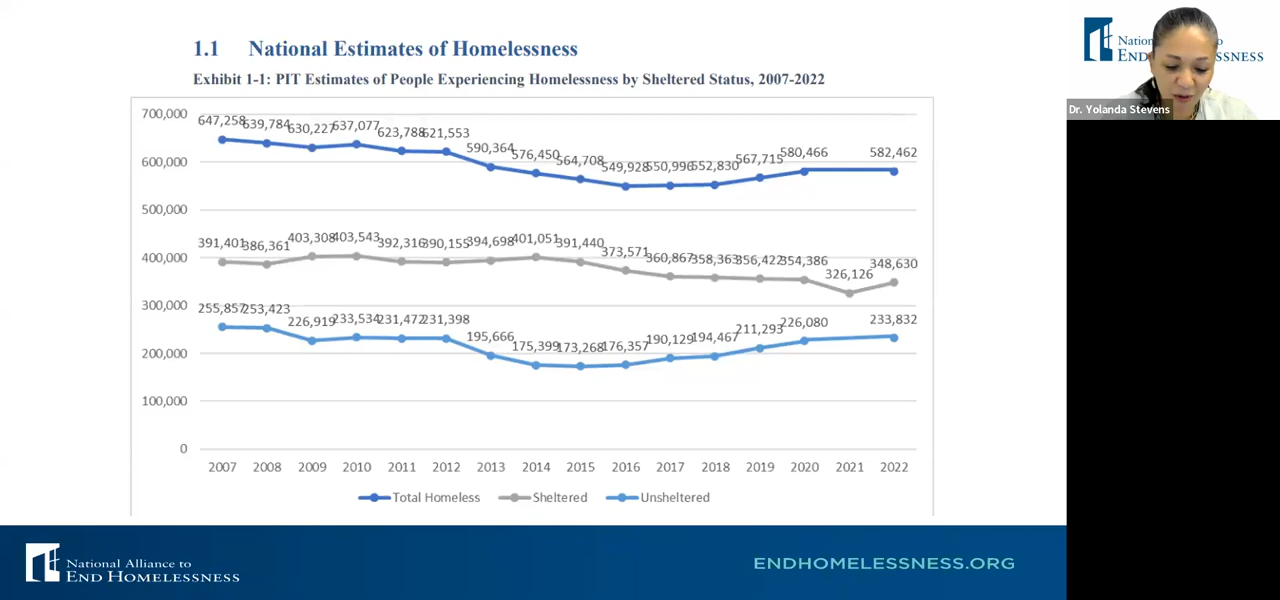 1.1 National Estimates of Homelessness
Exhibit 1-1: PIT Estimates of People Experiencing Homelessness by Sheltered Status, 2007-2022
700,000
600,000
500,000
400,000
300,000
200,000
100,000
0
647,258 639,784 630,227 637,077 623,788 621,553 590,364 576,450 564,708 549,928 550,996 552,830 567,715 580,466 582,462
391,401 386,361 403,308 403,543 392,316 390,155 394,698 401,051 391,440 373,571 360,867 358,363 356,422 354,386 326,126 348,630
255,857 253,423 226,919 233,534 231,472 231,398 195,666 175,399 173,268 176,357 190,129 194,467 211,293 226,080 233,832
2007 2008 2009 2010 2011 2012 2013 2014 2015 2016 2017 2018 2019 2020 2021 2022
Total Homeless Sheltered Unsheltered
National Alliance to
END HOMELESSNESS
ENDHOMELESSNESS.ORG
Dr. Yolanda Stevens